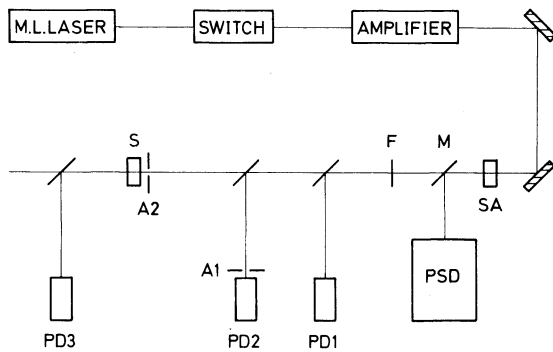 M.L.LASER SWITCH AMPLIFIER
S F M
A2 SA
A1 PSD
PD3 PD2 PD1